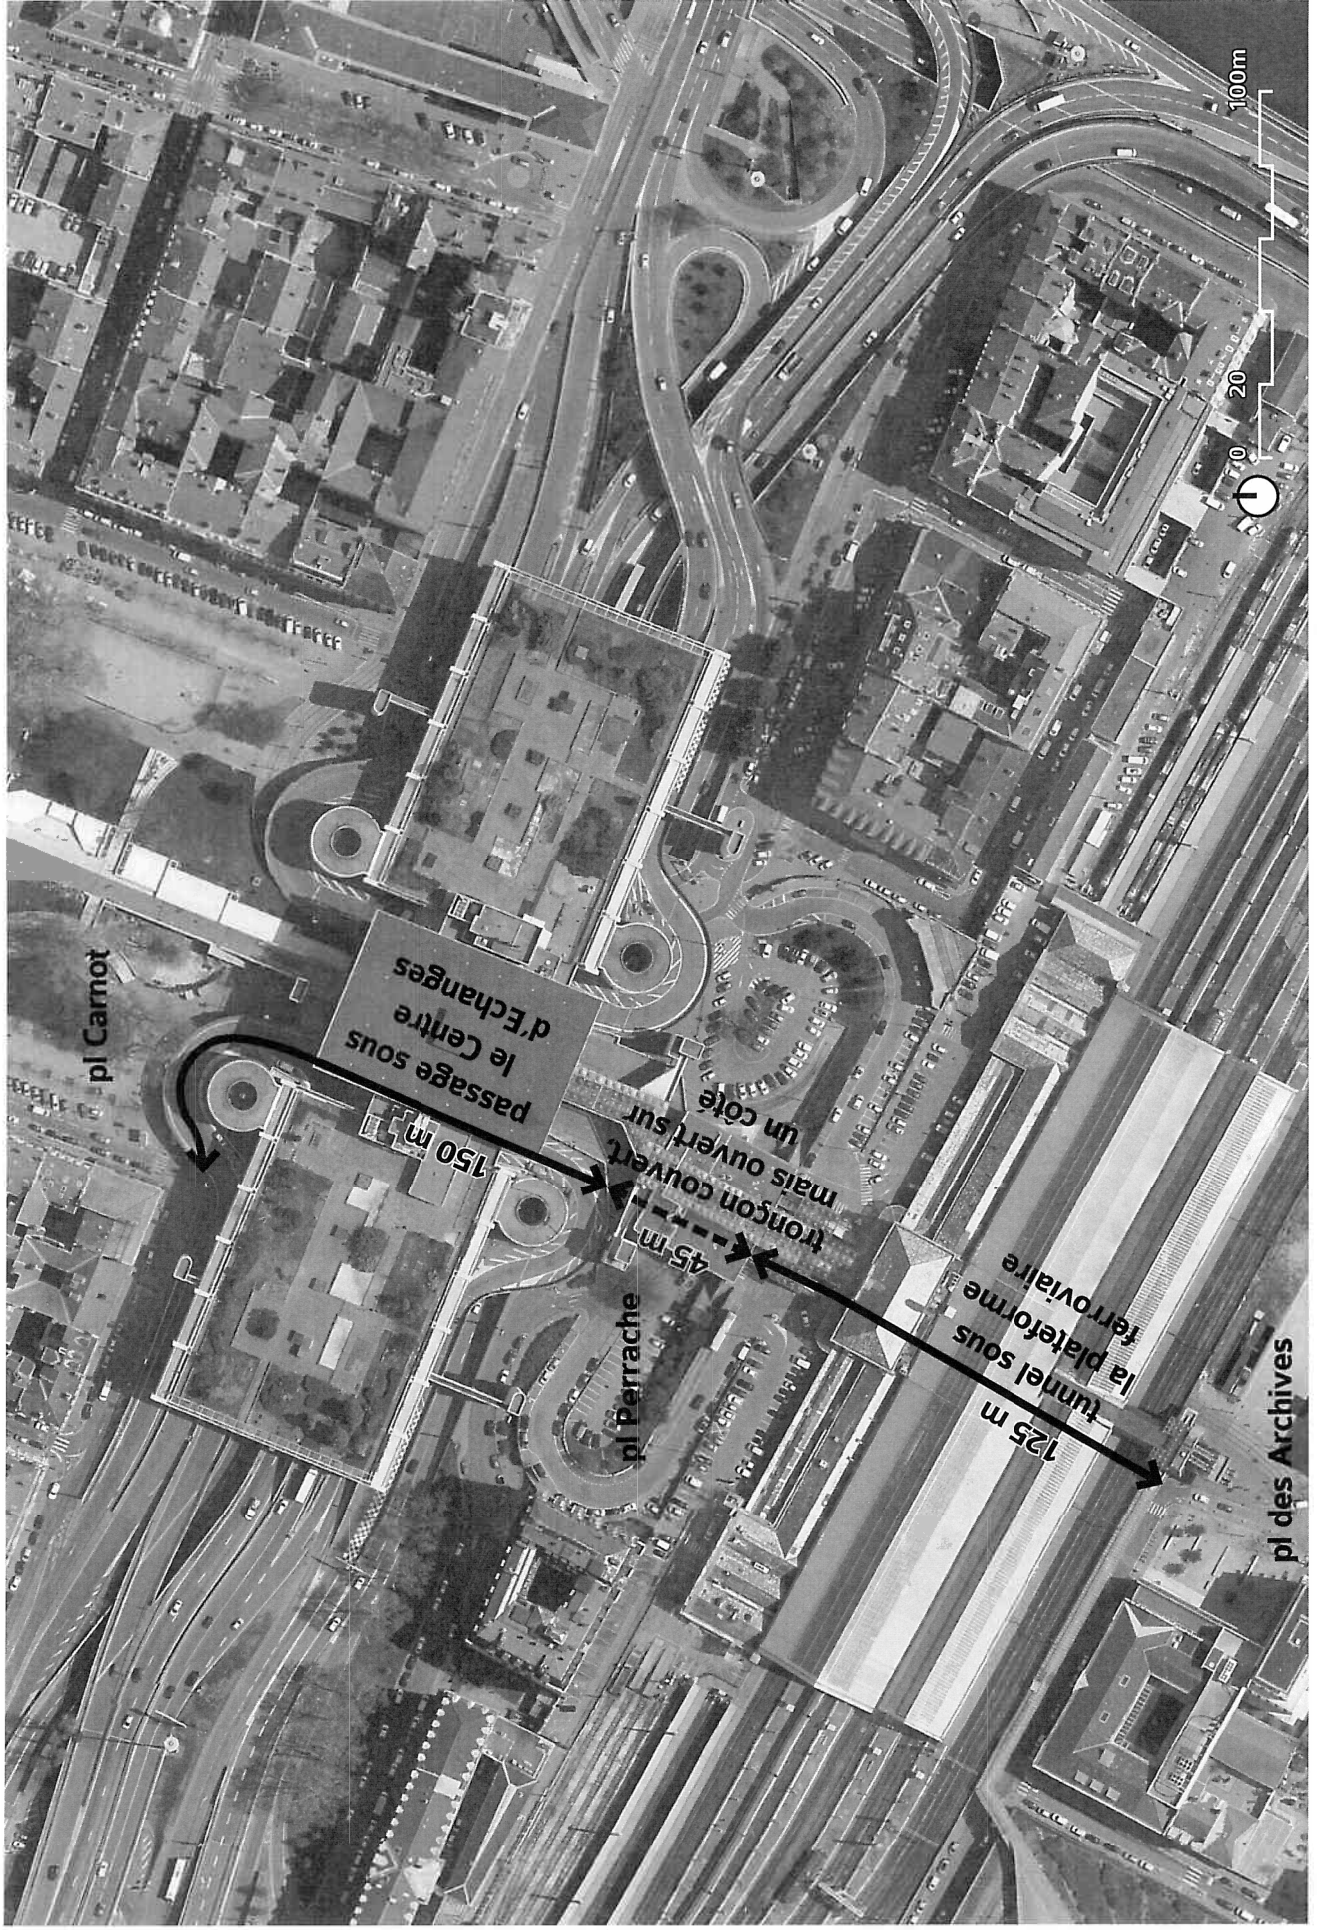 pl Carnot
passage sous
le Centre
d'Echanges
150 m
tronçon couvert,
mais ouvert sur
un côté
45 m
pl Perrache
tunnel sous
la plateforme
ferroviaire
125 m
pl des Archives
0 20 100m